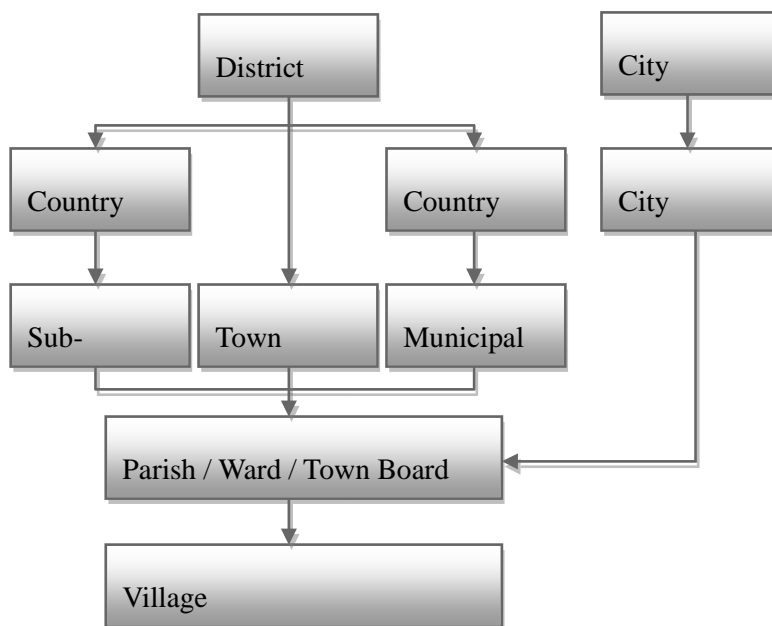 District
City
Country
Country
City
Sub-
Town
Municipal
Parish / Ward / Town Board
Village